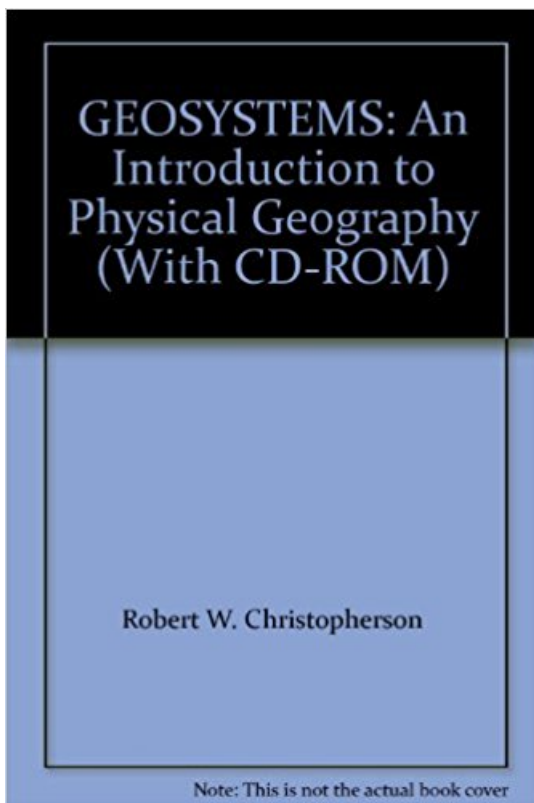 GEOSYSTEMS: An
Introduction to
Physical Geography
(With CD-ROM)
Robert W. Christopherson
Note: This is not the actual book cover